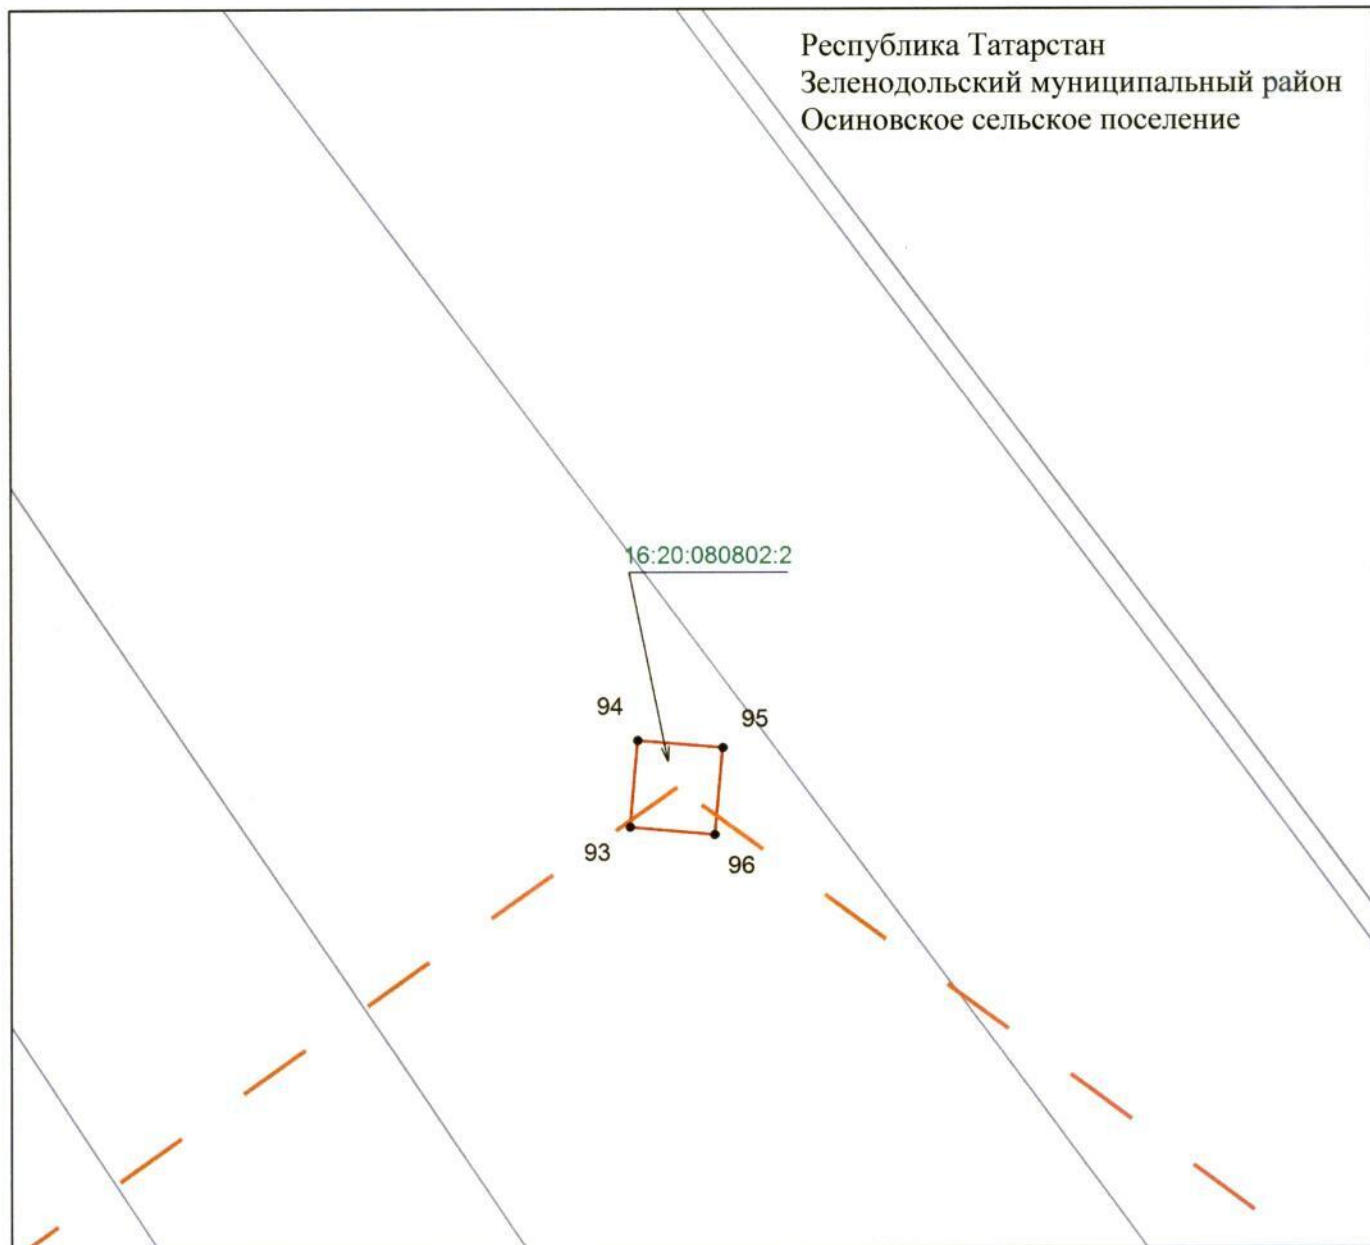 Республика Татарстан
Зеленодольский муниципальный район
Осиновское сельское поселение
16:20:080802:2
94
95
93
96